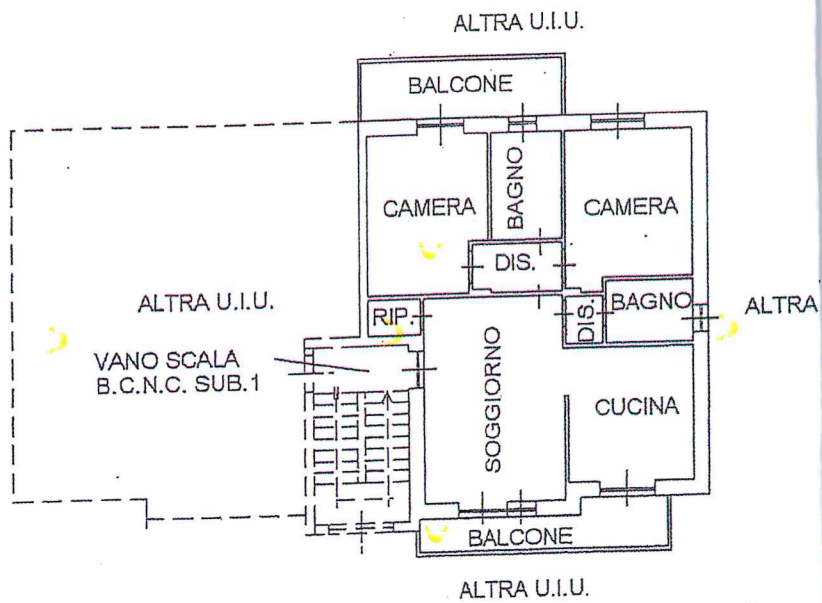 ALTRA U.I.U.
BALCONE
CAMERA
BAGNO
CAMERA
DIS.
ALTRA U.I.U.
RIP.
DIS.
BAGNO
ALTRA
VANO SCALA
B.C.N.C. SUB.1
SOGGIORNO
CUCINA
BALCONE
ALTRA U.I.U.